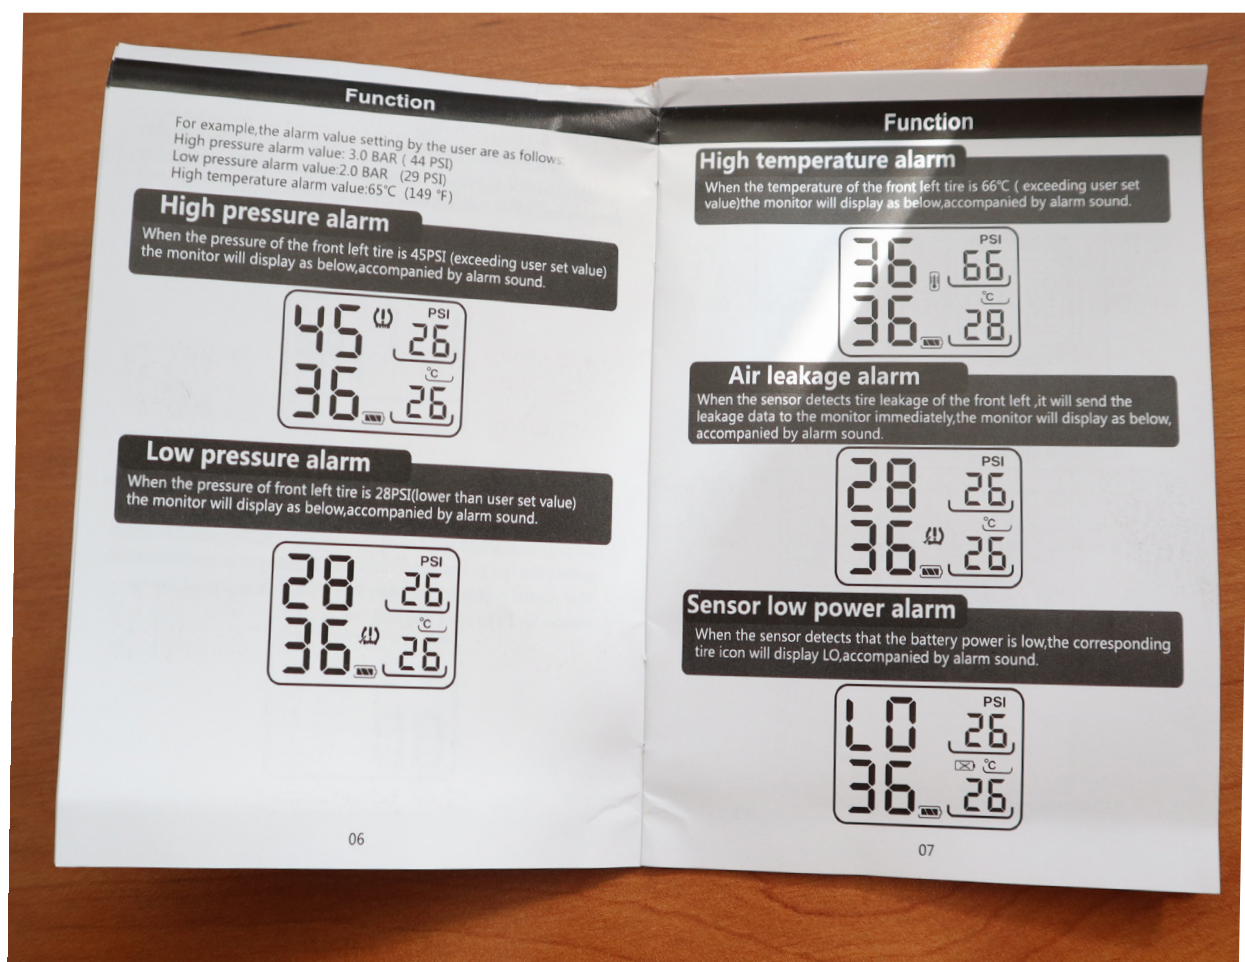 Function
For example,the alarm value setting by the user are as follows:
High pressure alarm value: 3.0 BAR ( 44 PSI)
Low pressure alarm value:2.0 BAR (29 PSI)
High temperature alarm value:65℃ (149 ℉)
High pressure alarm
When the pressure of the front left tire is 45PSI (exceeding user set value)
the monitor will display as below,accompanied by alarm sound.
45 PSI 26
36 ℃ 26
Low pressure alarm
When the pressure of front left tire is 28PSI(lower than user set value)
the monitor will display as below,accompanied by alarm sound.
28 PSI 26
36 ℃ 26
06
Function
High temperature alarm
When the temperature of the front left tire is 66℃ ( exceeding user set
value)the monitor will display as below,accompanied by alarm sound.
36 PSI 66
36 ℃ 28
Air leakage alarm
When the sensor detects tire leakage of the front left ,it will send the
leakage data to the monitor immediately,the monitor will display as below,
accompanied by alarm sound.
28 PSI 26
36 ℃ 26
Sensor low power alarm
When the sensor detects that the battery power is low,the corresponding
tire icon will display LO,accompanied by alarm sound.
LO PSI 26
36 ℃ 26
07